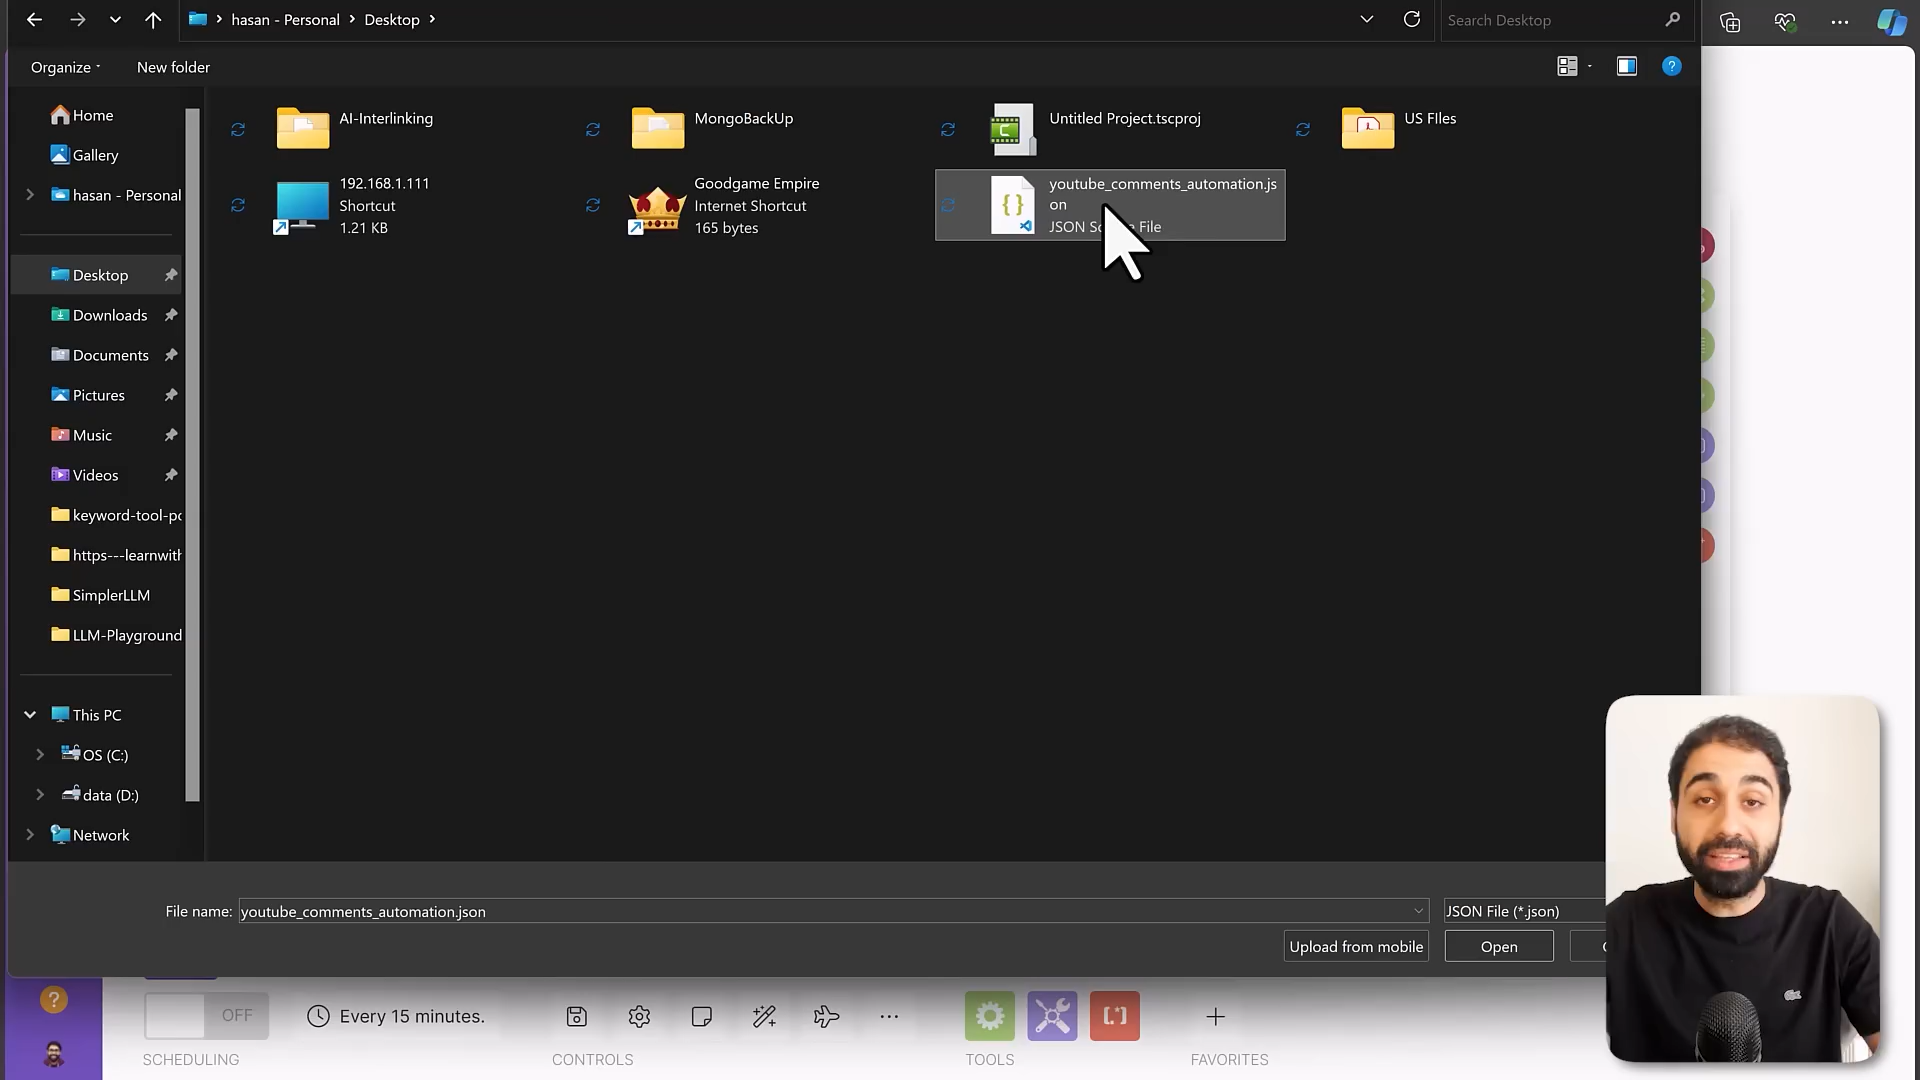 hasan - Personal
Desktop
Search Desktop
Organize
New folder
Home
Gallery
hasan - Personal
Desktop
Downloads
Documents
Pictures
Music
Videos
keyword-tool-po
https---learnwith
SimplerLLM
LLM-Playground
This PC
OS (C:)
data (D:)
Network
AI-Interlinking
MongoBackUp
Untitled Project.tscproj
US FIles
192.168.1.111
Shortcut
1.21 KB
Goodgame Empire
Internet Shortcut
165 bytes
youtube_comments_automation.js
on
JSON File
File name:
youtube_comments_automation.json
JSON File (*.json)
Upload from mobile
Open
OFF
Every 15 minutes.
SCHEDULING
CONTROLS
TOOLS
FAVORITES